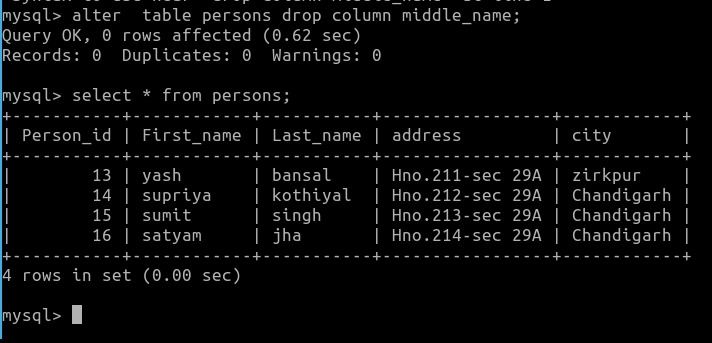 mysql> alter  table persons drop column middle_name;
Query OK, 0 rows affected (0.62 sec)
Records: 0  Duplicates: 0  Warnings: 0

mysql> select * from persons;
+-----------+------------+-----------+-----------------+------------+
| Person_id | First_name | Last_name | address         | city       |
+-----------+------------+-----------+-----------------+------------+
|        13 | yash       | bansal    | Hno.211-sec 29A | zirkpur    |
|        14 | supriya    | kothiyal  | Hno.212-sec 29A | Chandigarh |
|        15 | sumit      | singh     | Hno.213-sec 29A | Chandigarh |
|        16 | satyam     | jha       | Hno.214-sec 29A | Chandigarh |
+-----------+------------+-----------+-----------------+------------+
4 rows in set (0.00 sec)

mysql>